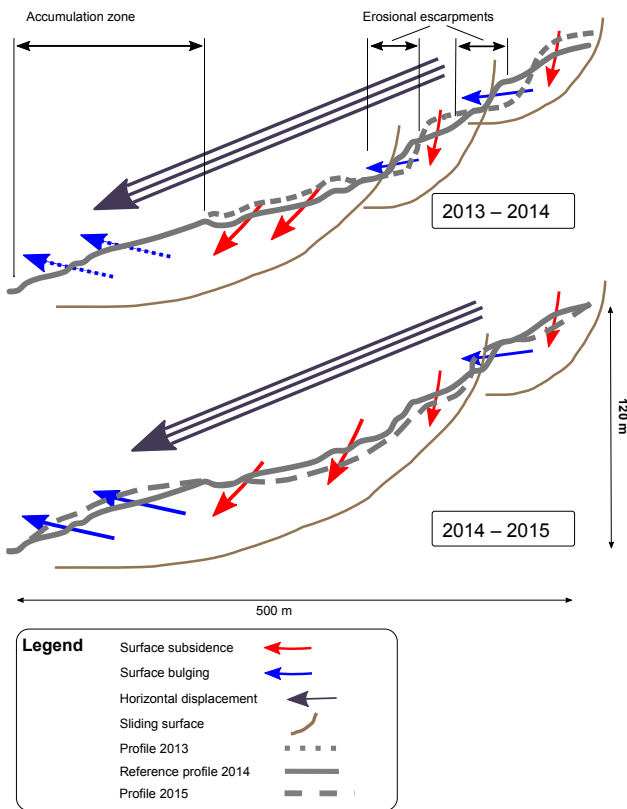 Accumulation zone
Erosional escarpments
2013 – 2014
120 m
2014 – 2015
500 m
Legend
Surface subsidence
Surface bulging
Horizontal displacement
Sliding surface
Profile 2013
Reference profile 2014
Profile 2015